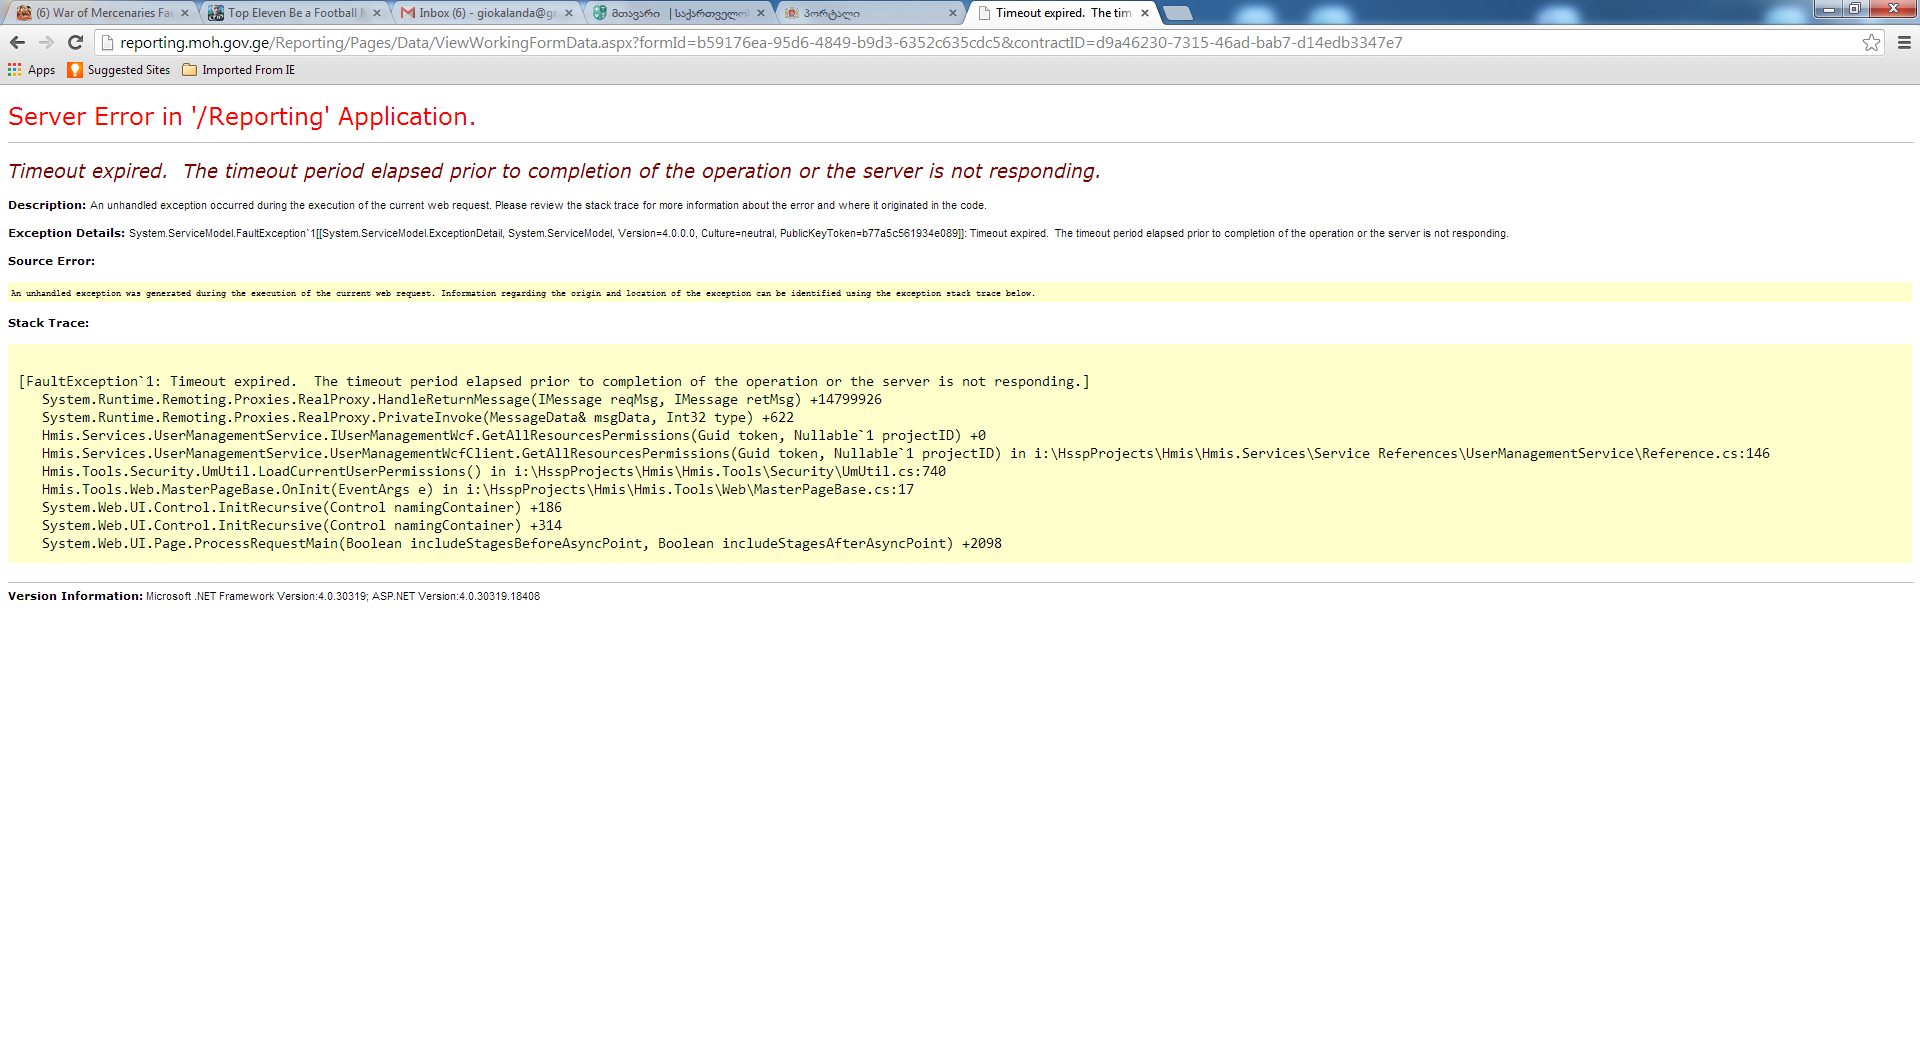 (6) War of Mercenaries Fa
Top Eleven Be a Football
Inbox (6) - giokalanda@g
მთავარი | საქართველო
პორტალი
Timeout expired.  The tim
reporting.moh.gov.ge/Reporting/Pages/Data/ViewWorkingFormData.aspx?formId=b59176ea-95d6-4849-b9d3-6352c635cdc5&contractID=d9a46230-7315-46ad-bab7-d14edb3347e7
Apps Suggested Sites Imported From IE
Server Error in '/Reporting' Application.
Timeout expired.  The timeout period elapsed prior to completion of the operation or the server is not responding.
Description: An unhandled exception occurred during the execution of the current web request. Please review the stack trace for more information about the error and where it originated in the code.
Exception Details: System.ServiceModel.FaultException`1[[System.ServiceModel.ExceptionDetail, System.ServiceModel, Version=4.0.0.0, Culture=neutral, PublicKeyToken=b77a5c561934e089]]: Timeout expired.  The timeout period elapsed prior to completion of the operation or the server is not responding.
Source Error:
An unhandled exception was generated during the execution of the current web request. Information regarding the origin and location of the exception can be identified using the exception stack trace below.
Stack Trace:
[FaultException`1: Timeout expired.  The timeout period elapsed prior to completion of the operation or the server is not responding.]
System.Runtime.Remoting.Proxies.RealProxy.HandleReturnMessage(IMessage reqMsg, IMessage retMsg) +14799926
System.Runtime.Remoting.Proxies.RealProxy.PrivateInvoke(MessageData& msgData, Int32 type) +622
Hmis.Services.UserManagementService.IUserManagementWcf.GetAllResourcesPermissions(Guid token, Nullable`1 projectID) +0
Hmis.Services.UserManagementService.UserManagementWcfClient.GetAllResourcesPermissions(Guid token, Nullable`1 projectID) in i:\HsspProjects\Hmis\Hmis.Services\Service References\UserManagementService\Reference.cs:146
Hmis.Tools.Security.UmUtil.LoadCurrentUserPermissions() in i:\HsspProjects\Hmis\Hmis.Tools\Security\UmUtil.cs:740
Hmis.Tools.Web.MasterPageBase.OnInit(EventArgs e) in i:\HsspProjects\Hmis\Hmis.Tools\Web\MasterPageBase.cs:17
System.Web.UI.Control.InitRecursive(Control namingContainer) +186
System.Web.UI.Control.InitRecursive(Control namingContainer) +314
System.Web.UI.Page.ProcessRequestMain(Boolean includeStagesBeforeAsyncPoint, Boolean includeStagesAfterAsyncPoint) +2098
Version Information: Microsoft .NET Framework Version:4.0.30319; ASP.NET Version:4.0.30319.18408